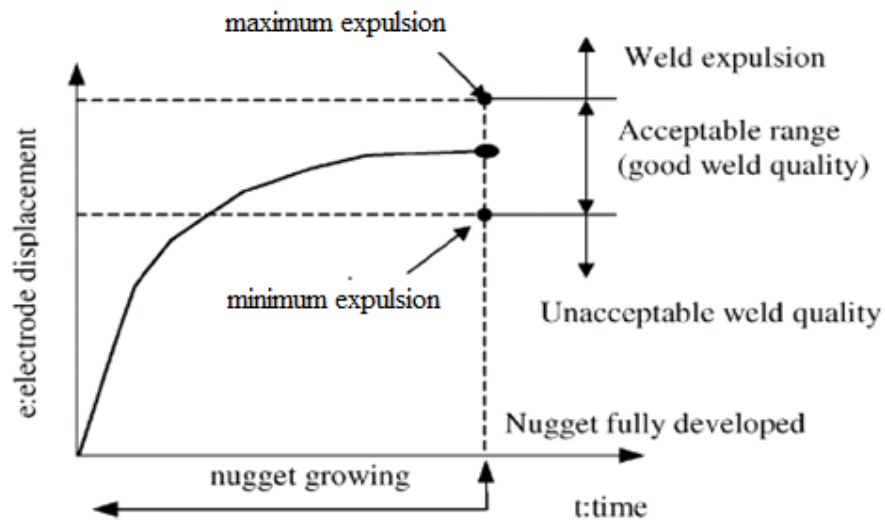 maximum expulsion
Weld expulsion
Acceptable range
(good weld quality)
e:electrode displacement
minimum expulsion
Unacceptable weld quality
Nugget fully developed
nugget growing
t:time